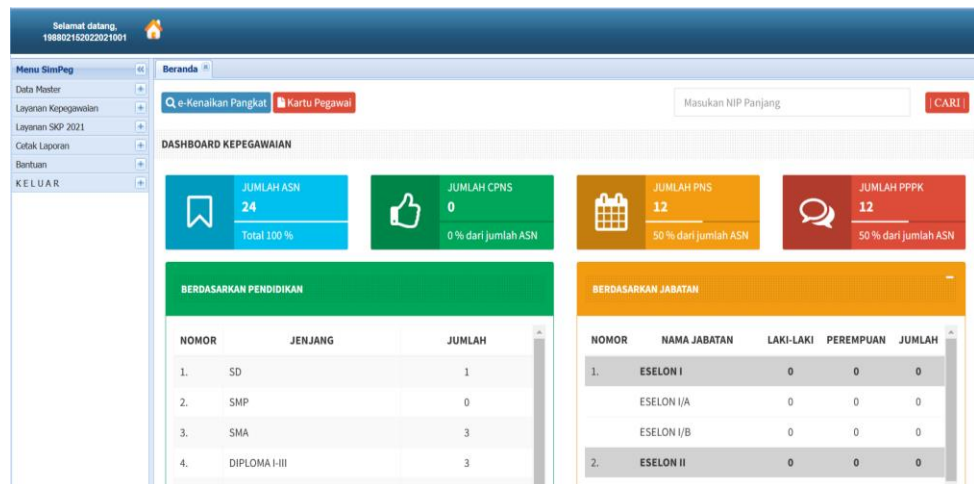 Selamat datang,
198802152022021001
Menu SimPeg
Data Master
Layanan Kepegawaian
Layanan SKP 2021
Cetak Laporan
Bantuan
K E L U A R
Beranda
e-Kenaikan Pangkat
Kartu Pegawai
Masukan NIP Panjang
| CARI |
DASHBOARD KEPEGAWAIAN
JUMLAH ASN
24
Total 100 %
JUMLAH CPNS
0
0 % dari jumlah ASN
JUMLAH PNS
12
50 % dari jumlah ASN
JUMLAH PPPK
12
50 % dari jumlah ASN
BERDASARKAN PENDIDIKAN
NOMOR JENJANG JUMLAH
1. SD 1
2. SMP 0
3. SMA 3
4. DIPLOMA I-III 3
BERDASARKAN JABATAN
NOMOR NAMA JABATAN LAKI-LAKI PEREMPUAN JUMLAH
1. ESELON I 0 0 0
ESELON I/A 0 0 0
ESELON I/B 0 0 0
2. ESELON II 0 0 0